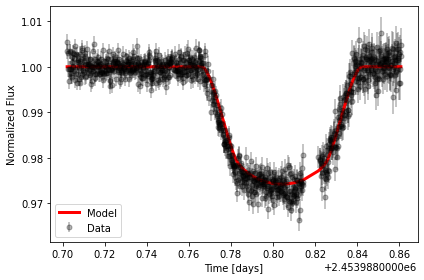 1.01
1.00
0.99
0.98
0.97
Normalized Flux
Model
Data
0.70 0.72 0.74 0.76 0.78 0.80 0.82 0.84 0.86
Time [days]
+2.4539880000e6